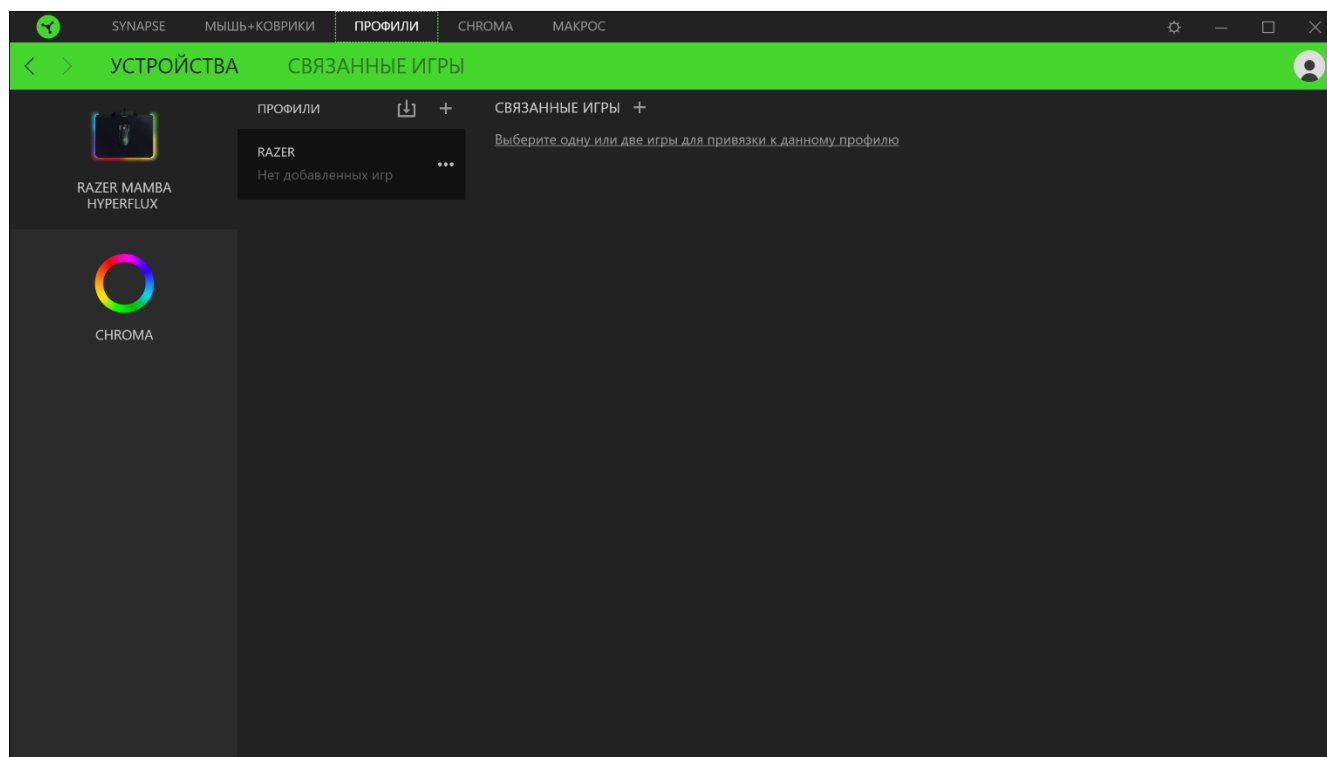 SYNAPSE МЫШЬ+КОВРИКИ ПРОФИЛИ CHROMA МАКРОС
УСТРОЙСТВА СВЯЗАННЫЕ ИГРЫ
ПРОФИЛИ
СВЯЗАННЫЕ ИГРЫ
Выберите одну или две игры для привязки к данному профилю
RAZER
Нет добавленных игр
RAZER MAMBA
HYPERFLUX
CHROMA